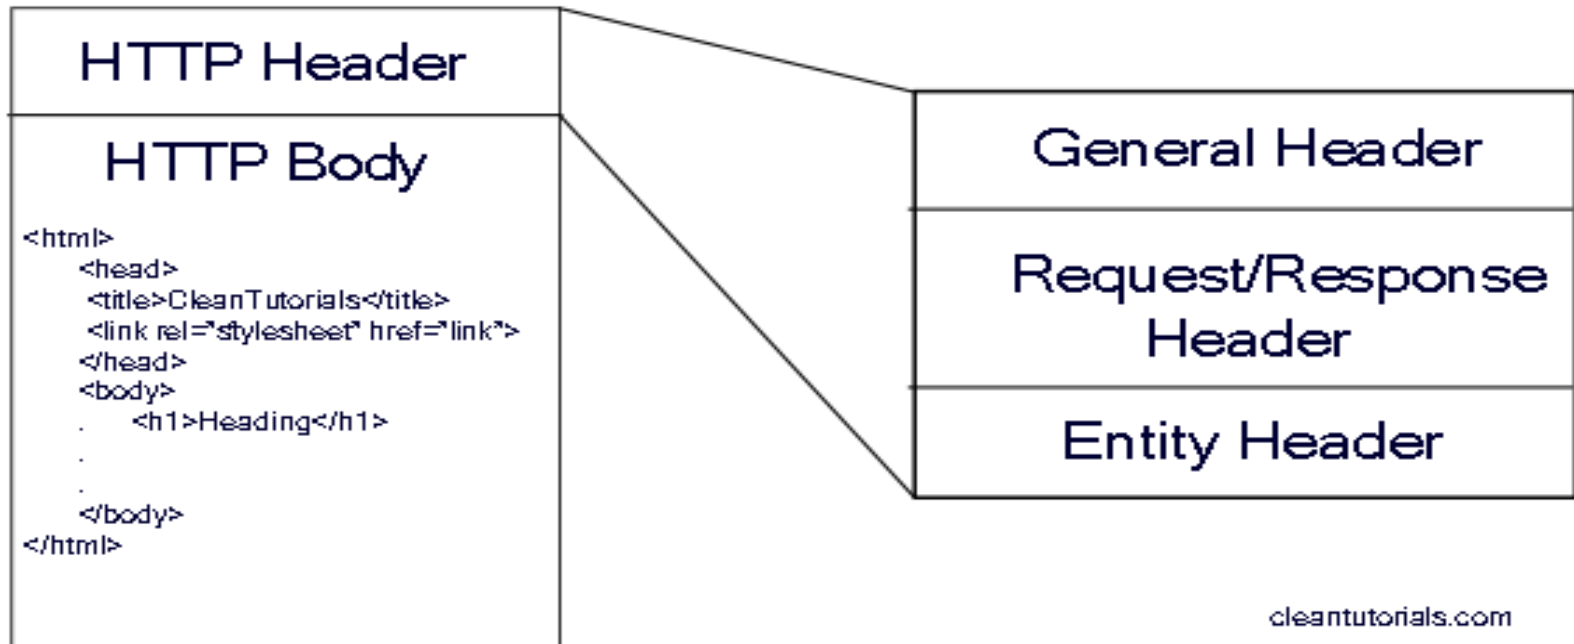 HTTP Header
HTTP Body
<html>
<head>
<title>CleanTutorials</title>
<link rel="stylesheet" href="link">
</head>
<body>
. <h1>Heading</h1>
.
.
</body>
</html>
General Header
Request/Response
Header
Entity Header
cleantutorials.com